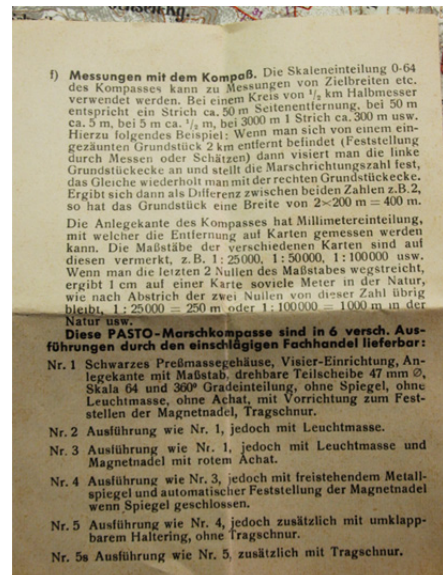 f) Messungen mit dem Kompaß. Die Skaleneinteilung 0-64
des Kompasses kann zu Messungen von Zielbreiten etc.
verwendet werden. Bei einem Kreis von ½ km Halbmesser
entspricht ein Strich ca. 50 m Seitenentfernung, bei 50 m
ca. 5 m, bei 5 m ca. ½ m, bei 3000 m 1 Strich ca. 300 m usw.
Hierzu folgendes Beispiel: Wenn man sich von einem ein-
gezäunten Grundstück 2 km entfernt befindet (Feststellung
durch Messen oder Schätzen) dann visiert man die linke
Grundstückecke an und stellt die Marschrichtungszahl fest,
das Gleiche wiederholt man mit der rechten Grundstückecke.
Ergibt sich dann als Differenz zwischen beiden Zahlen z.B. 2,
so hat das Grundstück eine Breite von 2×200 m = 400 m.
Die Anlegekante des Kompasses hat Millimetereinteilung,
mit welcher die Entfernung auf Karten gemessen werden
kann. Die Maßstäbe der verschiedenen Karten sind auf
diesen vermerkt, z.B. 1:25000, 1:50000, 1:100000 usw.
Wenn man die letzten 2 Nullen des Maßstabes wegstreicht,
ergibt 1 cm auf einer Karte soviele Meter in der Natur,
wie nach Abstrich der zwei Nullen von dieser Zahl übrig
bleibt, 1:25000 = 250 m oder 1:100000 = 1000 m in der
Natur usw.
Diese PASTO-Marschkompasse sind in 6 versch. Aus-
führungen durch den einschlägigen Fachhandel lieferbar:
Nr. 1 Schwarzes Preßmassegehäuse, Visier-Einrichtung, An-
legekante mit Maßstab, drehbare Teilscheibe 47 mm ∅,
Skala 64 und 360° Gradeinteilung, ohne Spiegel, ohne
Leuchtmasse, ohne Achat, mit Vorrichtung zum Fest-
stellen der Magnetnadel, Tragschnur.
Nr. 2 Ausführung wie Nr. 1, jedoch mit Leuchtmasse.
Nr. 3 Ausführung wie Nr. 1, jedoch mit Leuchtmasse und
Magnetnadel mit rotem Achat.
Nr. 4 Ausführung wie Nr. 3, jedoch mit freistehendem Metall-
spiegel und automatischer Feststellung der Magnetnadel
wenn Spiegel geschlossen.
Nr. 5 Ausführung wie Nr. 4, jedoch zusätzlich mit umklapp-
barem Haltering, ohne Tragschnur.
Nr. 5s Ausführung wie Nr. 5, zusätzlich mit Tragschnur.